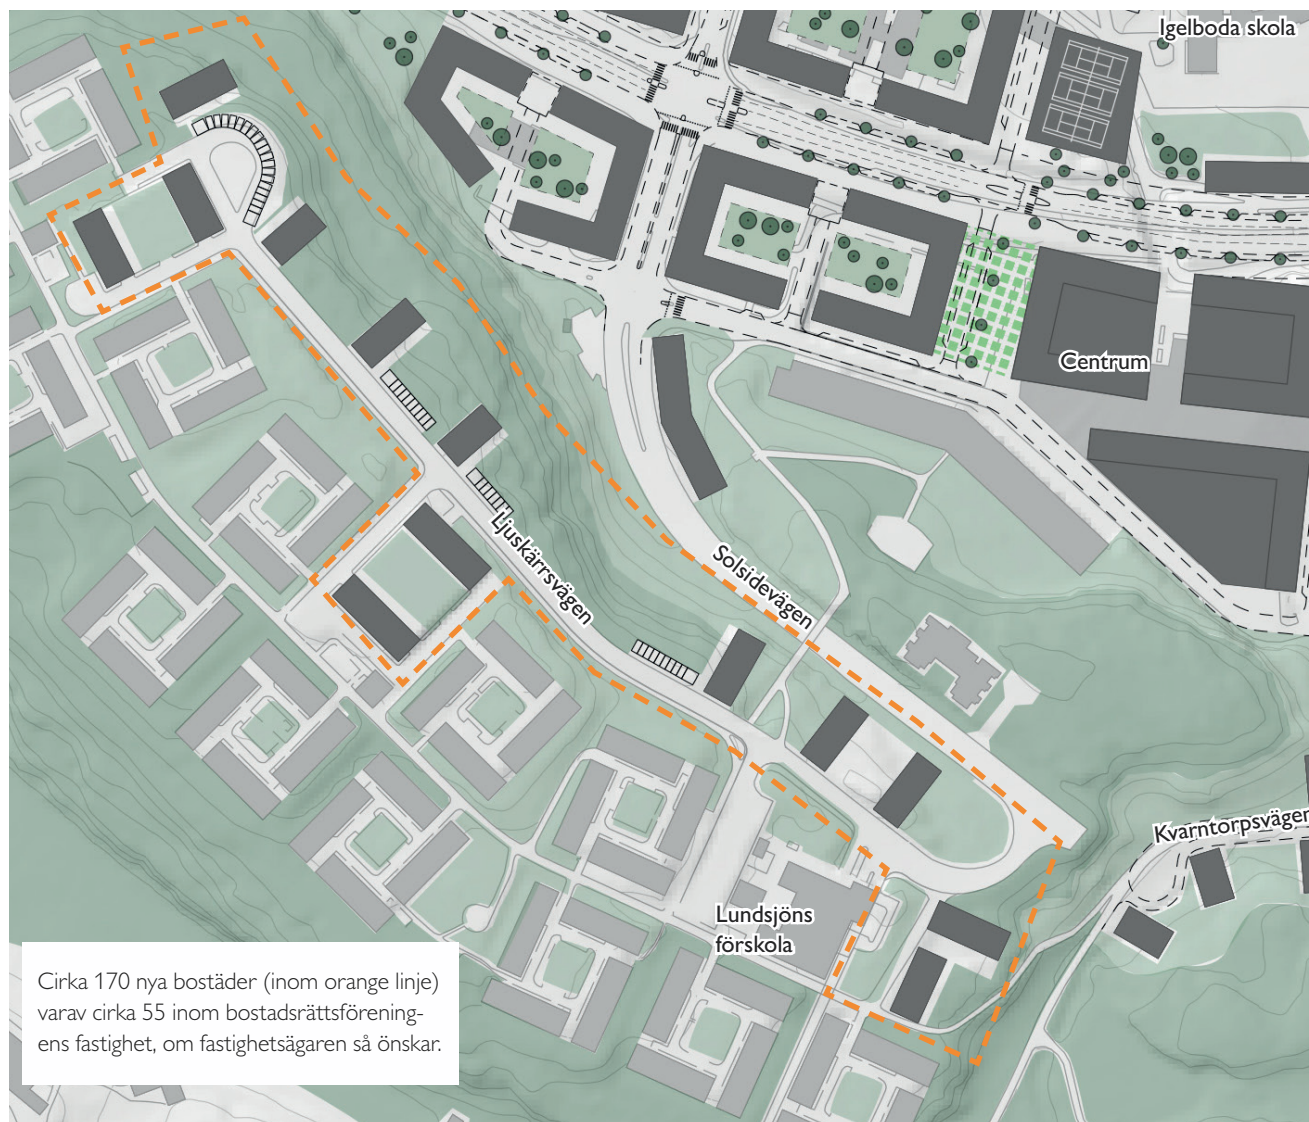 Igelboda skola
Centrum
Ljuskärrsvägen
Solsidevägen
Kvarntorpsvägen
Lundsjöns
förskola
Cirka 170 nya bostäder (inom orange linje)
varav cirka 55 inom bostadsrättsförening-
ens fastighet, om fastighetsägaren så önskar.